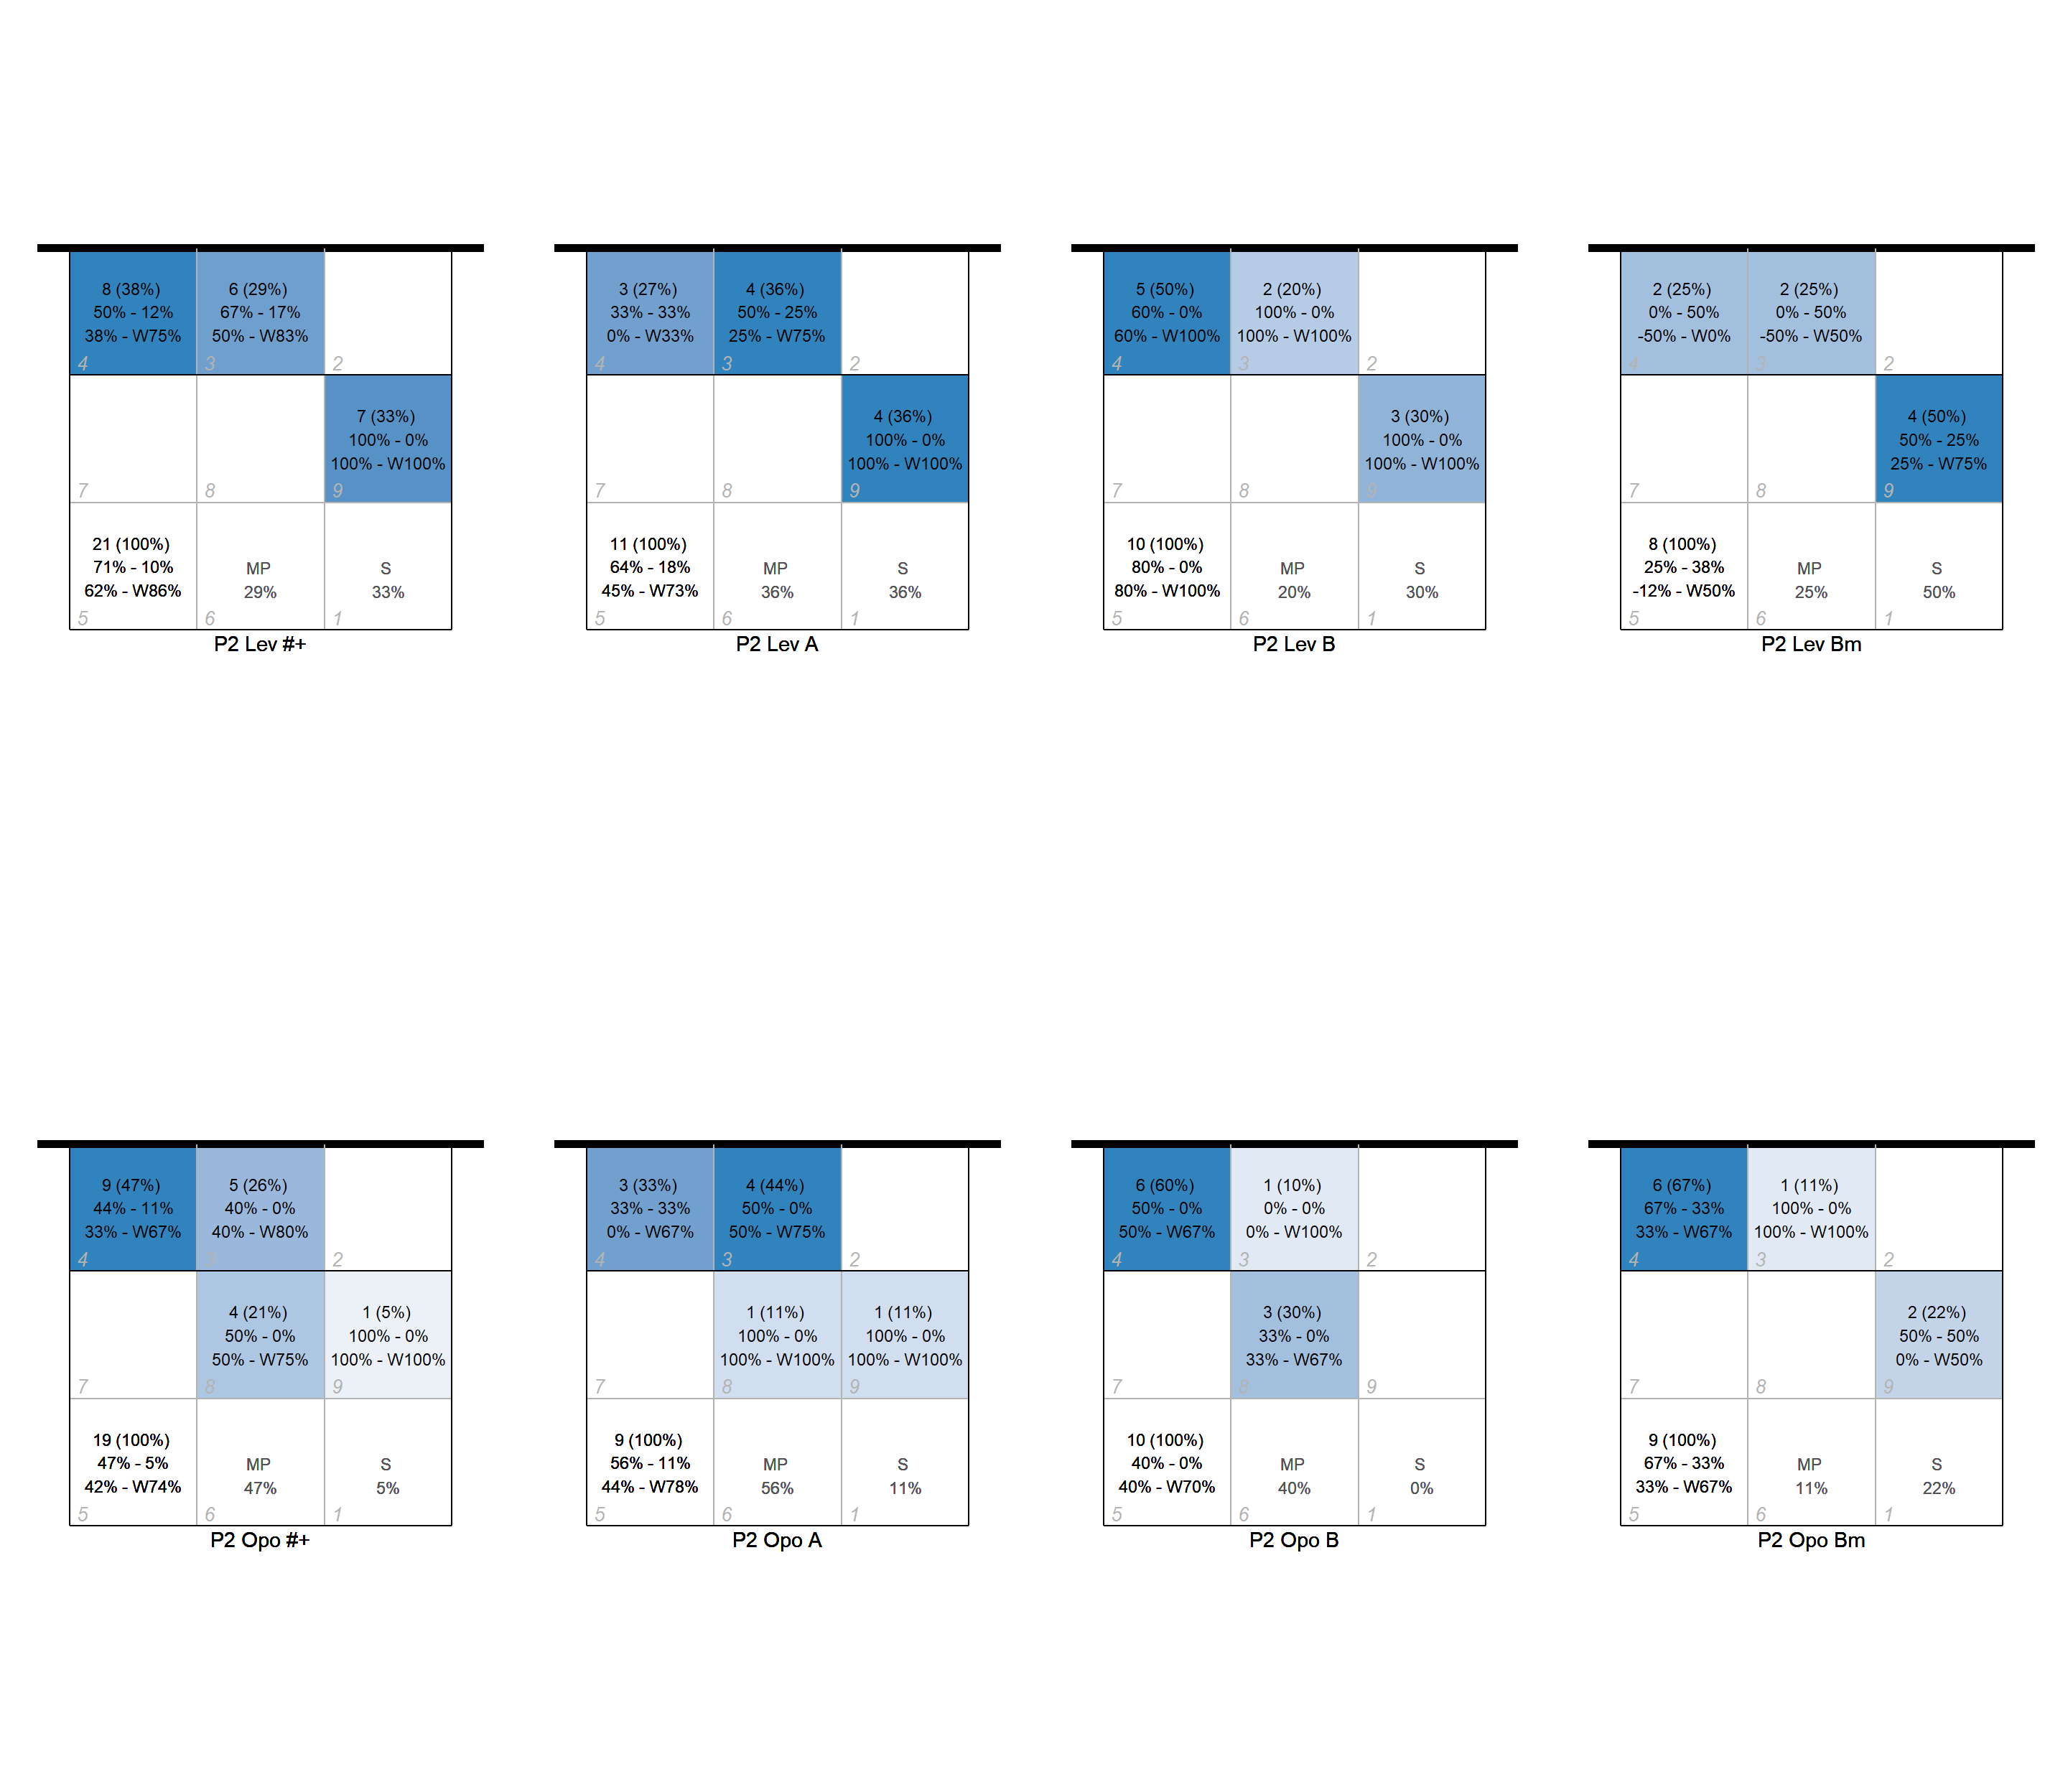 8 (38%)
50% - 12%
38% - W75%
4
6 (29%)
67% - 17%
50% - W83%
3
2
7
8
7 (33%)
100% - 0%
100% - W100%
9
21 (100%)
71% - 10%
62% - W86%
5
MP
29%
6
S
33%
1
P2 Lev #+
3 (27%)
33% - 33%
0% - W33%
4
4 (36%)
50% - 25%
25% - W75%
3
2
7
8
4 (36%)
100% - 0%
100% - W100%
9
11 (100%)
64% - 18%
45% - W73%
5
MP
36%
6
S
36%
1
P2 Lev A
5 (50%)
60% - 0%
60% - W100%
4
2 (20%)
100% - 0%
100% - W100%
3
2
7
8
3 (30%)
100% - 0%
100% - W100%
9
10 (100%)
80% - 0%
80% - W100%
5
MP
20%
6
S
30%
1
P2 Lev B
2 (25%)
0% - 50%
-50% - W0%
4
2 (25%)
0% - 50%
-50% - W50%
3
2
7
8
4 (50%)
50% - 25%
25% - W75%
9
8 (100%)
25% - 38%
-12% - W50%
5
MP
25%
6
S
50%
1
P2 Lev Bm
9 (47%)
44% - 11%
33% - W67%
4
5 (26%)
40% - 0%
40% - W80%
3
2
7
4 (21%)
50% - 0%
50% - W75%
8
1 (5%)
100% - 0%
100% - W100%
9
19 (100%)
47% - 5%
42% - W74%
5
MP
47%
6
S
5%
1
P2 Opo #+
3 (33%)
33% - 33%
0% - W67%
4
4 (44%)
50% - 0%
50% - W75%
3
2
7
1 (11%)
100% - 0%
100% - W100%
8
1 (11%)
100% - 0%
100% - W100%
9
9 (100%)
56% - 11%
44% - W78%
5
MP
56%
6
S
11%
1
P2 Opo A
6 (60%)
50% - 0%
50% - W67%
4
1 (10%)
0% - 0%
0% - W100%
3
2
7
3 (30%)
33% - 0%
33% - W67%
8
9
10 (100%)
40% - 0%
40% - W70%
5
MP
40%
6
S
0%
1
P2 Opo B
6 (67%)
67% - 33%
33% - W67%
4
1 (11%)
100% - 0%
100% - W100%
3
2
7
8
2 (22%)
50% - 50%
0% - W50%
9
9 (100%)
67% - 33%
33% - W67%
5
MP
11%
6
S
22%
1
P2 Opo Bm